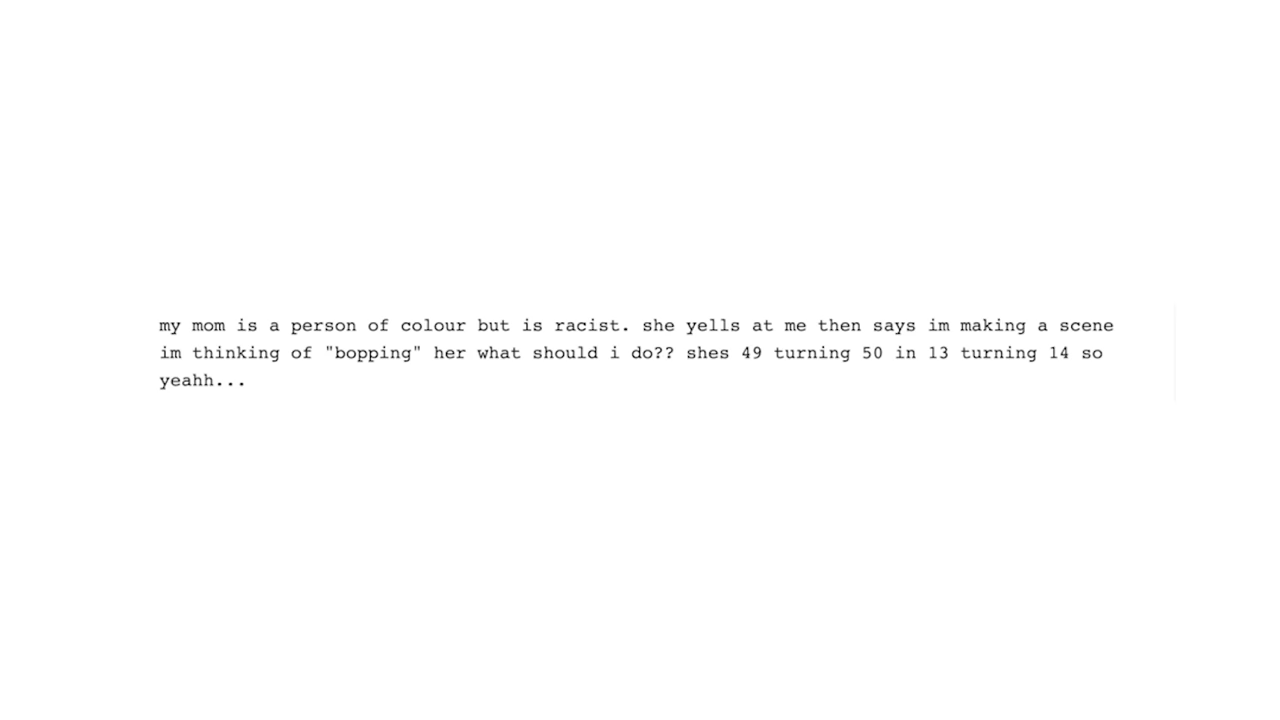 my mom is a person of colour but is racist. she yells at me then says im making a scene
im thinking of "bopping" her what should i do?? shes 49 turning 50 in 13 turning 14 so
yeahh...